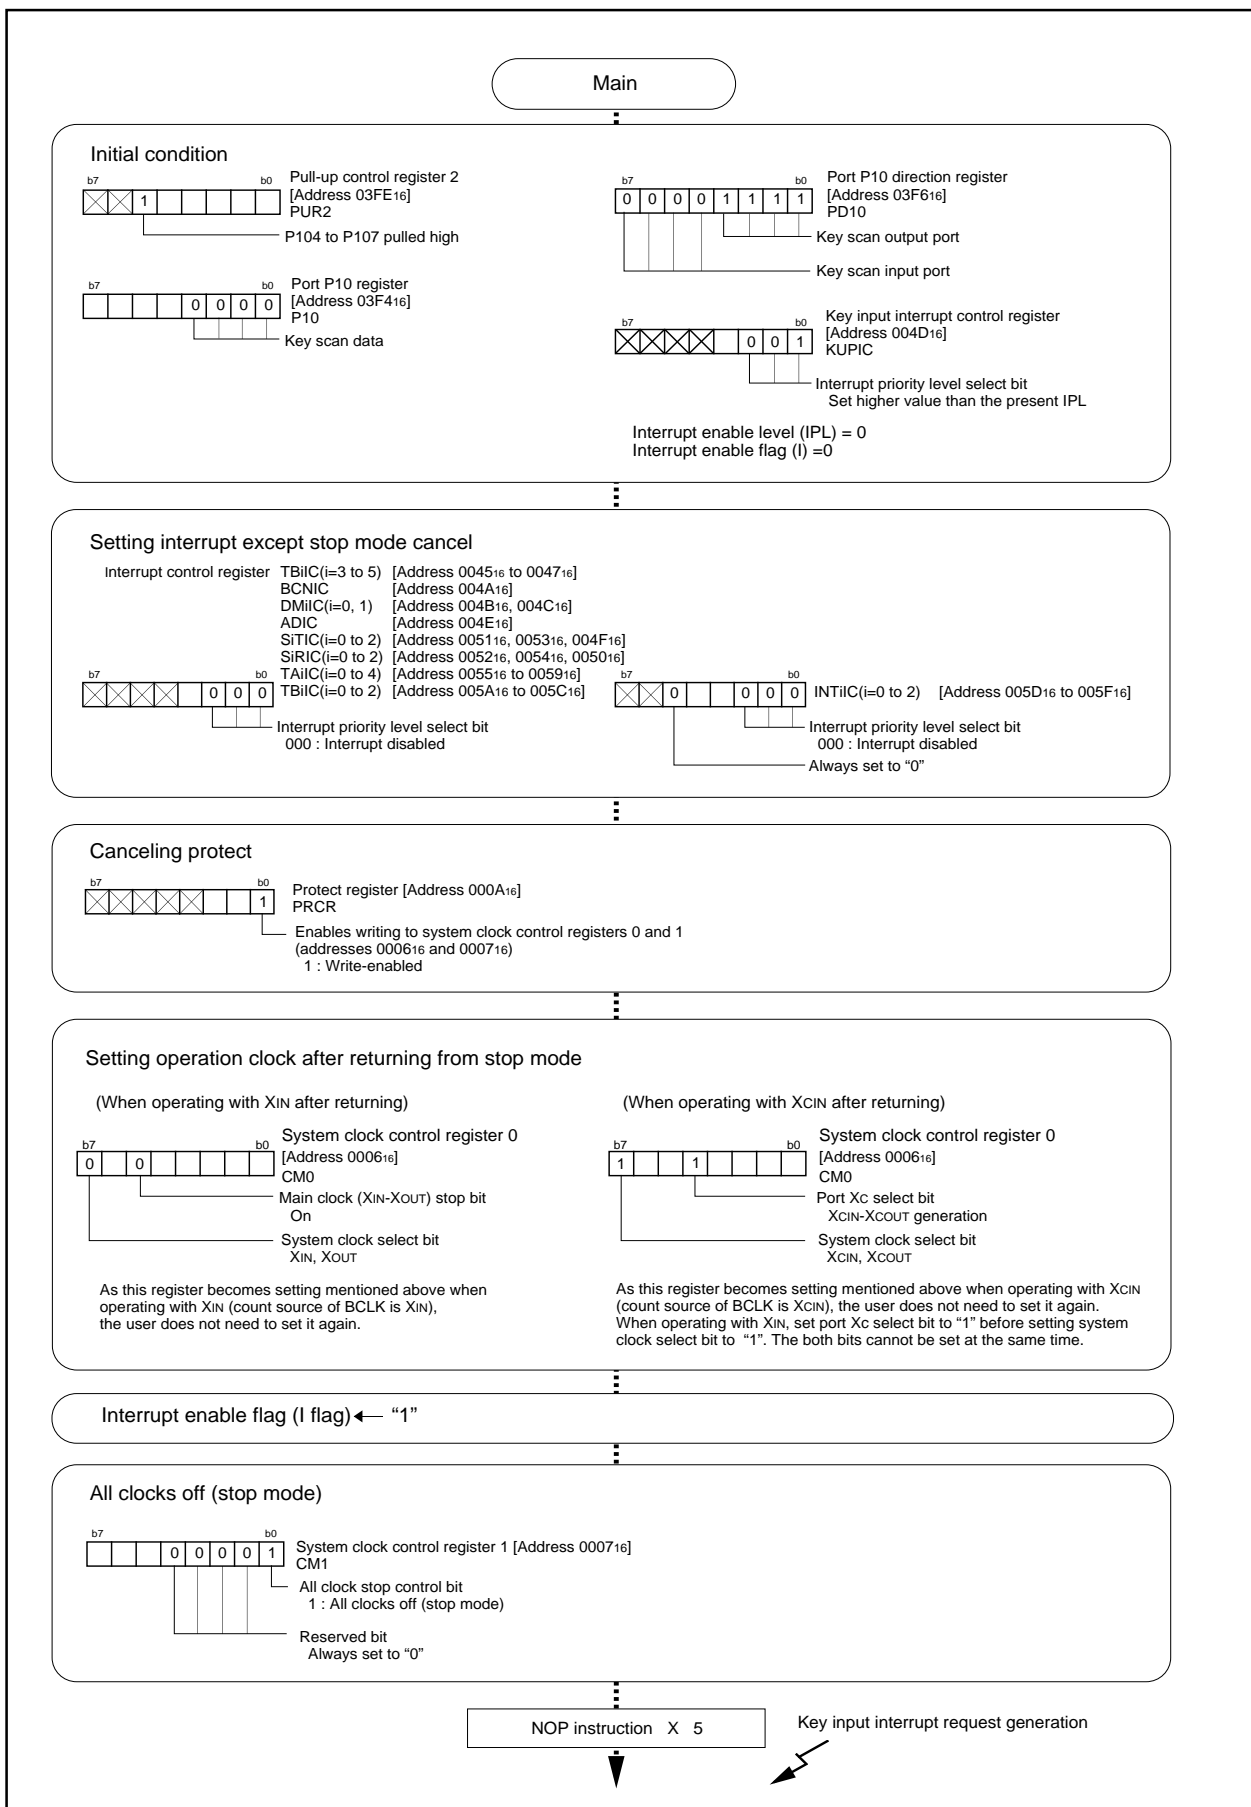 Main
Initial condition
b7 b0
1
Pull-up control register 2
[Address 03FE16]
PUR2
P104 to P107 pulled high
b7 b0
0 0 0 0
Port P10 register
[Address 03F416]
P10
Key scan data
b7 b0
0 0 0 0 1 1 1 1
Port P10 direction register
[Address 03F616]
PD10
Key scan output port
Key scan input port
b7 b0
0 0 1
Key input interrupt control register
[Address 004D16]
KUPIC
Interrupt priority level select bit
Set higher value than the present IPL
Interrupt enable level (IPL) = 0
Interrupt enable flag (I) =0
Setting interrupt except stop mode cancel
Interrupt control register TBiIC(i=3 to 5) [Address 004516 to 004716]
BCNIC [Address 004A16]
DMiIC(i=0, 1) [Address 004B16, 004C16]
ADIC [Address 004E16]
SiTIC(i=0 to 2) [Address 005116, 005316, 004F16]
SiRIC(i=0 to 2) [Address 005216, 005416, 005016]
TAiIC(i=0 to 4) [Address 005516 to 005916]
TBiIC(i=0 to 2) [Address 005A16 to 005C16]
b7 b0
0 0 0
Interrupt priority level select bit
000 : Interrupt disabled
b7 b0
0 0 0 0
INTiIC(i=0 to 2) [Address 005D16 to 005F16]
Interrupt priority level select bit
000 : Interrupt disabled
Always set to “0”
Canceling protect
b7 b0
1
Protect register [Address 000A16]
PRCR
Enables writing to system clock control registers 0 and 1
(addresses 000616 and 000716)
1 : Write-enabled
Setting operation clock after returning from stop mode
(When operating with XIN after returning)
b7 b0
0 0
System clock control register 0
[Address 000616]
CM0
Main clock (XIN-XOUT) stop bit
On
System clock select bit
XIN, XOUT
As this register becomes setting mentioned above when
operating with XIN (count source of BCLK is XIN),
the user does not need to set it again.
(When operating with XCIN after returning)
b7 b0
1 1
System clock control register 0
[Address 000616]
CM0
Port XC select bit
XCIN-XCOUT generation
System clock select bit
XCIN, XCOUT
As this register becomes setting mentioned above when operating with XCIN
(count source of BCLK is XCIN), the user does not need to set it again.
When operating with XIN, set port XC select bit to “1” before setting system
clock select bit to “1”. The both bits cannot be set at the same time.
Interrupt enable flag (I flag) ← “1”
All clocks off (stop mode)
b7 b0
0 0 0 0 1
System clock control register 1 [Address 000716]
CM1
All clock stop control bit
1 : All clocks off (stop mode)
Reserved bit
Always set to “0”
NOP instruction X 5
Key input interrupt request generation